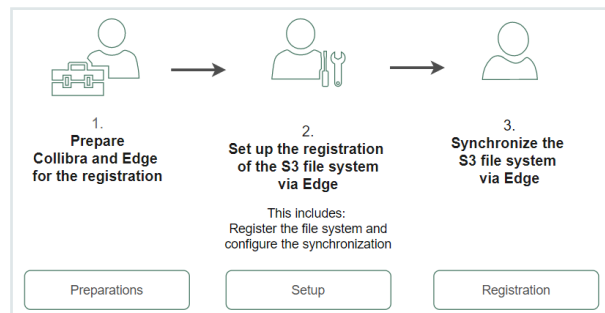 1.
Prepare
Collibra and Edge
for the registration
2.
Set up the registration
of the S3 file system
via Edge
This includes:
Register the file system and
configure the synchronization
3.
Synchronize the
S3 file system
via Edge
Preparations
Setup
Registration